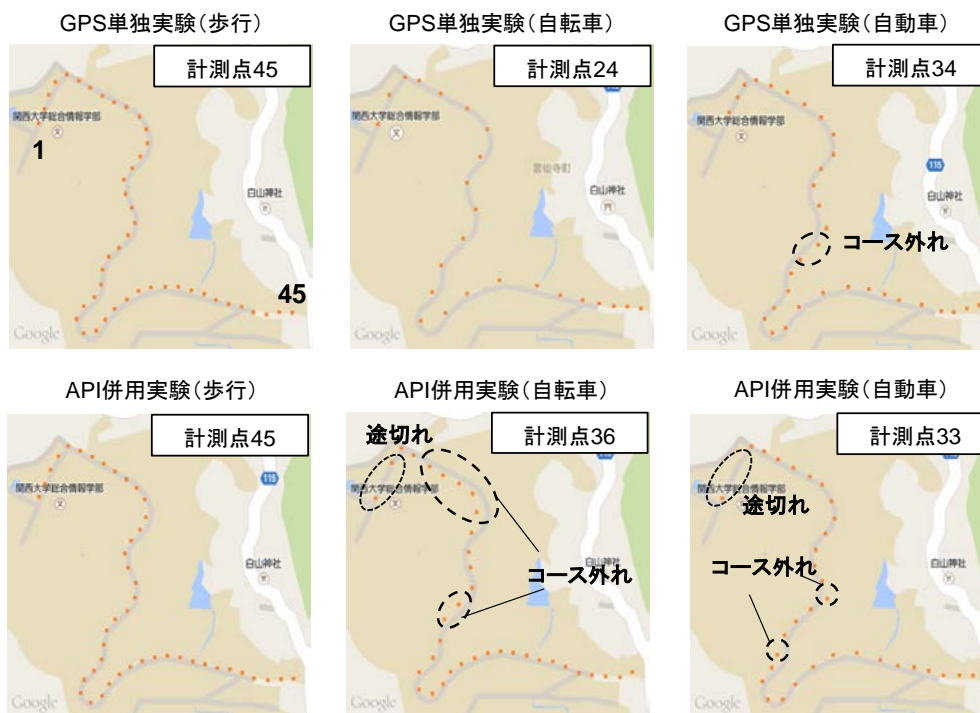 GPS単独実験(歩行)
計測点45
関西大学総合情報学部
1
白山神社
45
Google
GPS単独実験(自転車)
計測点24
関西大学総合情報学部
雲仙寺町
白山神社
Google
GPS単独実験(自動車)
計測点34
関西大学総合情報学部
115
白山神社
コース外れ
Google
API併用実験(歩行)
計測点45
関西大学総合情報学部
115
白山神社
Google
API併用実験(自転車)
計測点36
途切れ
関西大学総合情報学部
白山神社
コース外れ
Google
API併用実験(自動車)
計測点33
関西大学総合情報学部
途切れ
白山神社
コース外れ
Google